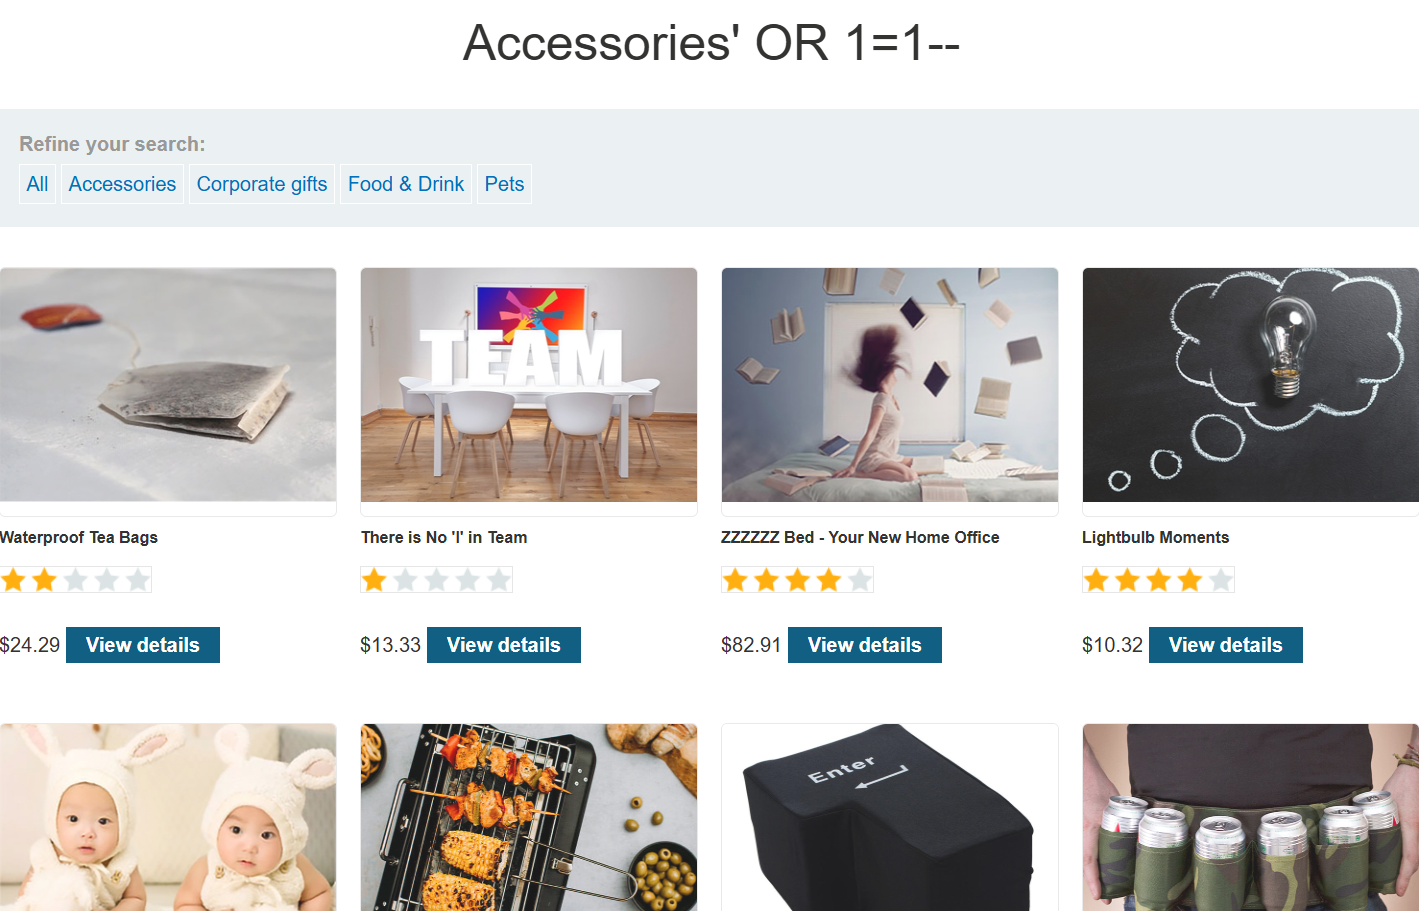 Accessories' OR 1=1--
Refine your search:
All Accessories Corporate gifts Food & Drink Pets
TEAM
Waterproof Tea Bags There is No 'I' in Team ZZZZZZ Bed - Your New Home Office Lightbulb Moments
$24.29 View details $13.33 View details $82.91 View details $10.32 View details
Enter